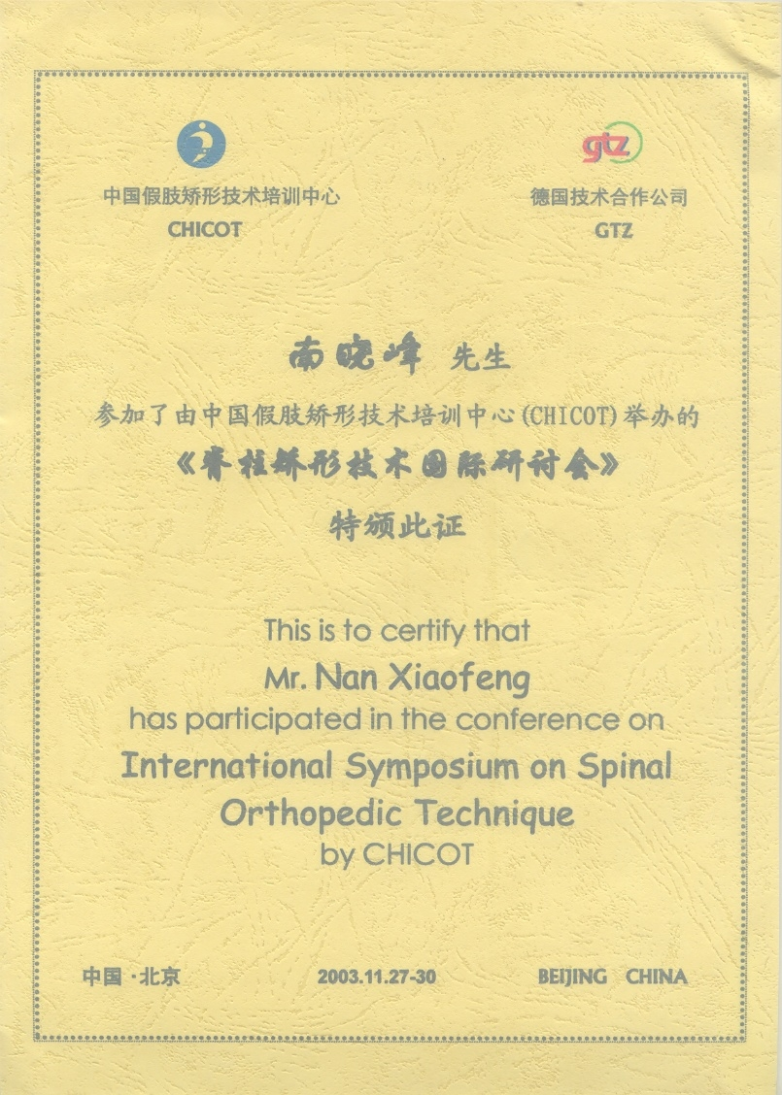 gtz
中国假肢矫形技术培训中心
CHICOT
德国技术合作公司
GTZ
南晓峰 先生
参加了由中国假肢矫形技术培训中心(CHICOT)举办的
《脊柱矫形技术国际研讨会》
特颁此证
This is to certify that
Mr. Nan Xiaofeng
has participated in the conference on
International Symposium on Spinal
Orthopedic Technique
by CHICOT
中国·北京 2003.11.27-30 BEIJING CHINA